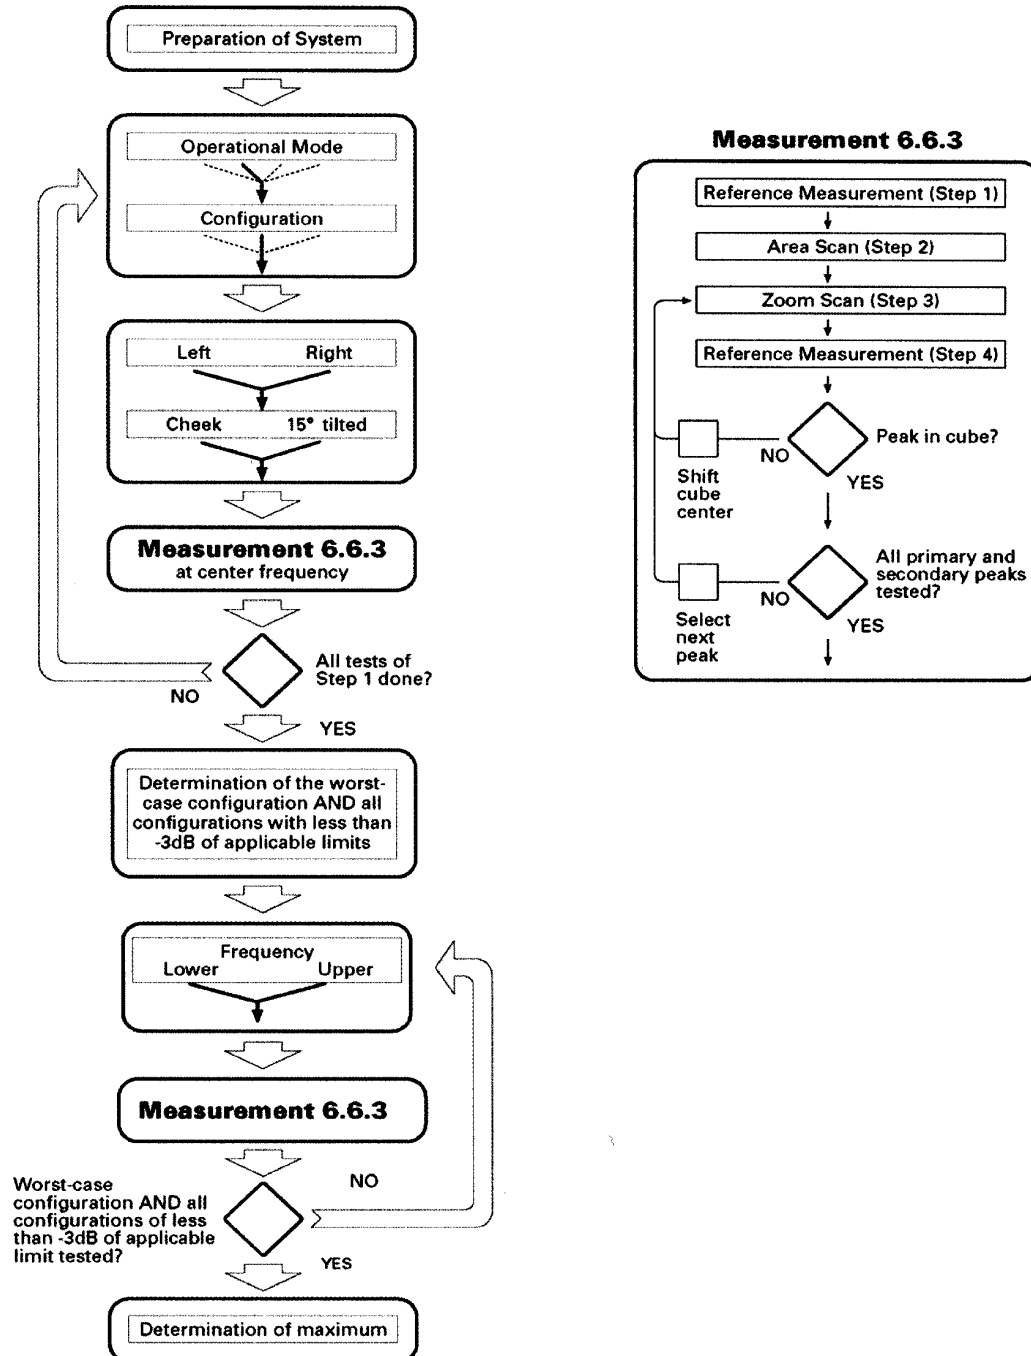 Preparation of System
Operational Mode
Configuration
Left Right
Cheek 15° tilted
Measurement 6.6.3
at center frequency
All tests of
Step 1 done?
NO
YES
Determination of the worst-
case configuration AND all
configurations with less than
-3dB of applicable limits
Frequency
Lower Upper
Measurement 6.6.3
Worst-case
configuration AND all
configurations of less
than -3dB of applicable
limit tested?
NO
YES
Determination of maximum
Measurement 6.6.3
Reference Measurement (Step 1)
Area Scan (Step 2)
Zoom Scan (Step 3)
Reference Measurement (Step 4)
Peak in cube?
NO
YES
Shift
cube
center
All primary and
secondary peaks
tested?
NO
YES
Select
next
peak